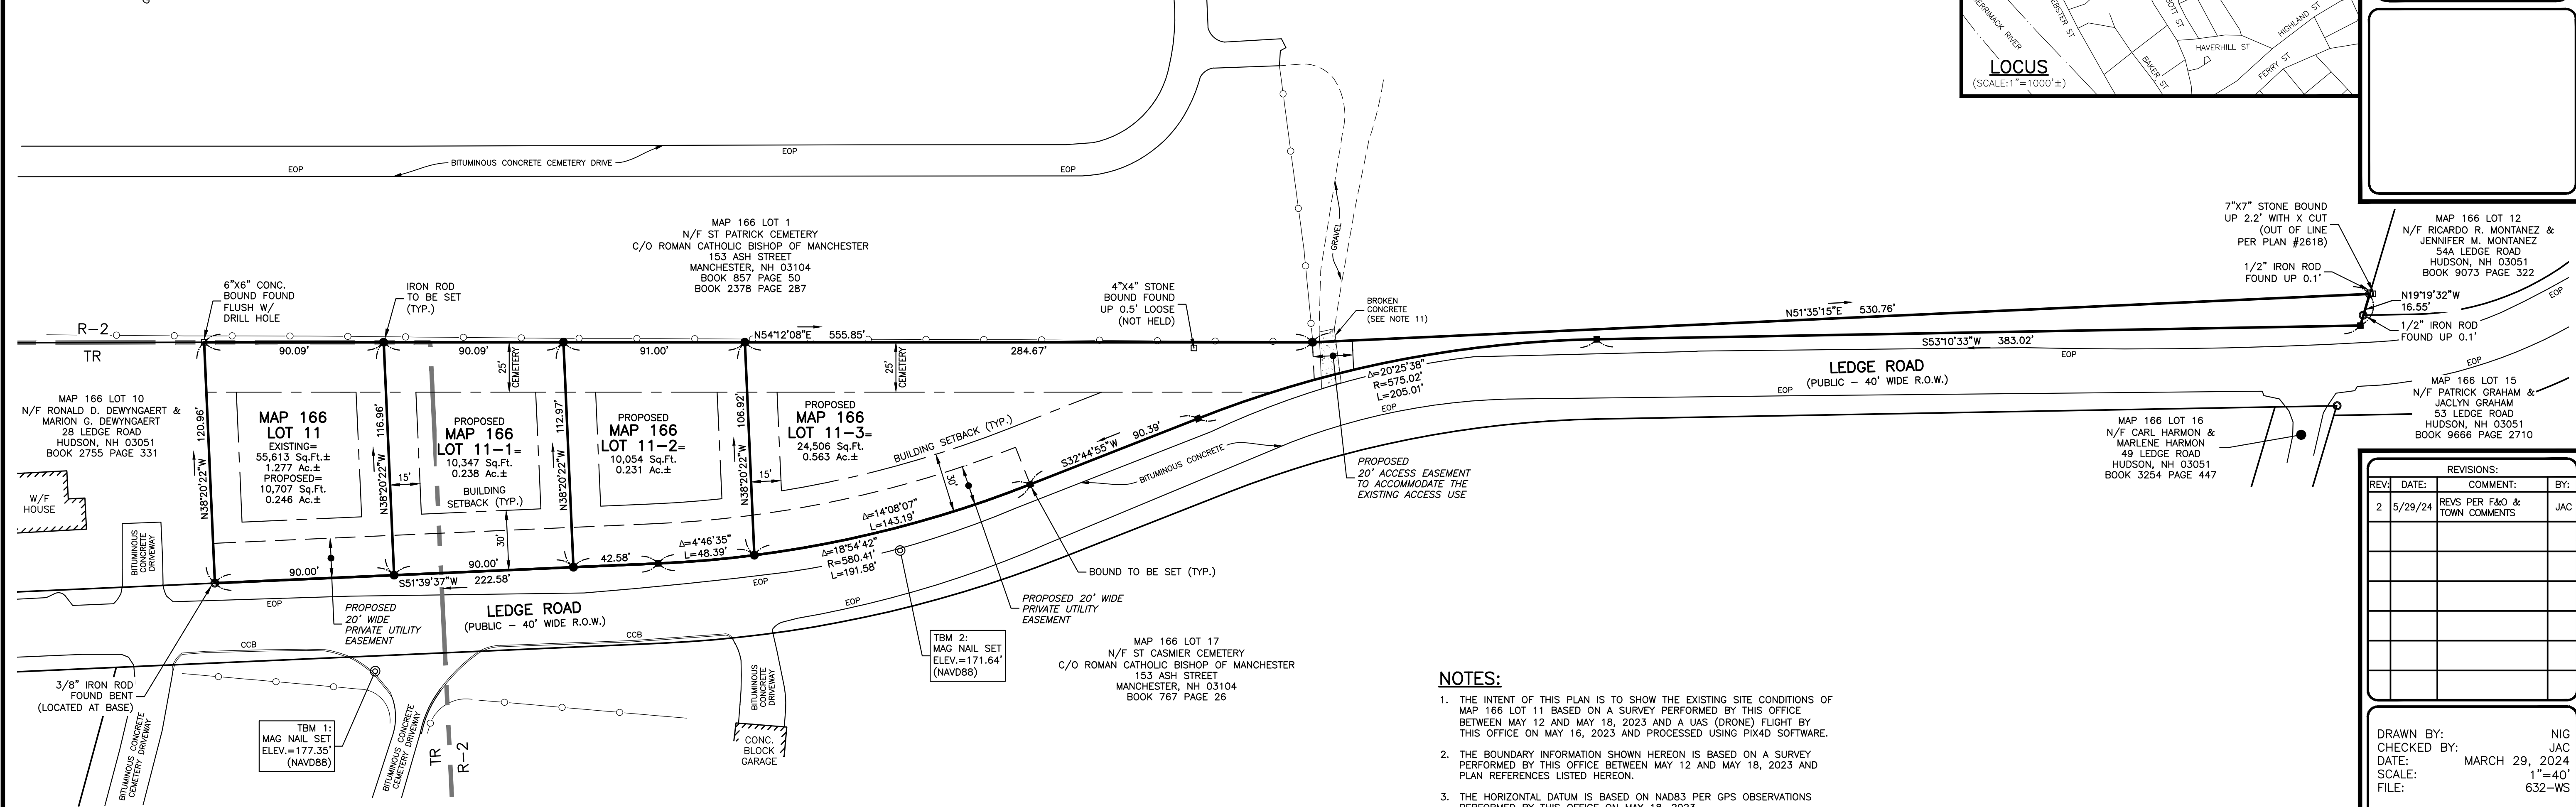 MERRIMACK RIVER
HAVERHILL ST
HIGHLAND ST
BAKER ST
FERRY ST
LOCUS
(SCALE:1"=1000'±)
EOP
BITUMINOUS CONCRETE CEMETERY DRIVE
EOP
EOP
EOP
GRAVEL
MAP 166 LOT 1
N/F ST PATRICK CEMETERY
C/O ROMAN CATHOLIC BISHOP OF MANCHESTER
153 ASH STREET
MANCHESTER, NH 03104
BOOK 857 PAGE 50
BOOK 2378 PAGE 287
7"X7" STONE BOUND
UP 2.2' WITH X CUT
(OUT OF LINE
PER PLAN #2618)
1/2" IRON ROD
FOUND UP 0.1'
MAP 166 LOT 12
N/F RICARDO R. MONTANEZ &
JENNIFER M. MONTANEZ
54A LEDGE ROAD
HUDSON, NH 03051
BOOK 9073 PAGE 322
N19°19'32"W
16.55'
1/2" IRON ROD
FOUND UP 0.1'
EOP
EOP
6"X6" CONC.
BOUND FOUND
FLUSH W/
DRILL HOLE
IRON ROD
TO BE SET
(TYP.)
4"X4" STONE
BOUND FOUND
UP 0.5' LOOSE
(NOT HELD)
BROKEN
CONCRETE
(SEE NOTE 11)
R-2
TR
N54°12'08"E 555.85'
90.09'
90.09'
91.00'
284.67'
N51°35'15"E 530.76'
S53°10'33"W 383.02'
EOP
LEDGE ROAD
(PUBLIC - 40' WIDE R.O.W.)
EOP
EOP
25'
CEMETERY
25'
CEMETERY
Δ=20°25'38"
R=575.02'
L=205.01'
MAP 166 LOT 10
N/F RONALD D. DEWYNGAERT &
MARION G. DEWYNGAERT
28 LEDGE ROAD
HUDSON, NH 03051
BOOK 2755 PAGE 331
W/F
HOUSE
BITUMINOUS
CONCRETE
DRIVEWAY
N38°20'22"W 120.96'
MAP 166
LOT 11
EXISTING=
55,613 Sq.Ft.±
1.277 Ac.±
PROPOSED=
10,707 Sq.Ft.
0.246 Ac.±
N38°20'22"W 116.96'
15'
PROPOSED
MAP 166
LOT 11-1=
10,347 Sq.Ft.
0.238 Ac.±
BUILDING
SETBACK (TYP.)
30'
N38°20'22"W 112.97'
PROPOSED
MAP 166
LOT 11-2=
10,054 Sq.Ft.
0.231 Ac.±
N38°20'22"W 106.92'
15'
PROPOSED
MAP 166
LOT 11-3=
24,506 Sq.Ft.
0.563 Ac.±
BUILDING SETBACK (TYP.)
30'
S32°44'55"W 90.39'
BITUMINOUS CONCRETE
PROPOSED
20' ACCESS EASEMENT
TO ACCOMMODATE THE
EXISTING ACCESS USE
MAP 166 LOT 16
N/F CARL HARMON &
MARLENE HARMON
49 LEDGE ROAD
HUDSON, NH 03051
BOOK 3254 PAGE 447
MAP 166 LOT 15
N/F PATRICK GRAHAM &
JACLYN GRAHAM
53 LEDGE ROAD
HUDSON, NH 03051
BOOK 9666 PAGE 2710
90.00'
90.00'
42.58'
S51°39'37"W 222.58'
Δ=4°46'35"
L=48.39'
Δ=14°08'07"
L=143.19'
Δ=18°54'42"
R=580.41'
L=191.58'
BOUND TO BE SET (TYP.)
PROPOSED 20' WIDE
PRIVATE UTILITY
EASEMENT
EOP
EOP
EOP
PROPOSED
20' WIDE
PRIVATE UTILITY
EASEMENT
LEDGE ROAD
(PUBLIC - 40' WIDE R.O.W.)
CCB
CCB
TBM 2:
MAG NAIL SET
ELEV.=171.64'
(NAVD88)
MAP 166 LOT 17
N/F ST CASMIER CEMETERY
C/O ROMAN CATHOLIC BISHOP OF MANCHESTER
153 ASH STREET
MANCHESTER, NH 03104
BOOK 767 PAGE 26
3/8" IRON ROD
FOUND BENT
(LOCATED AT BASE)
BITUMINOUS CONCRETE
CEMETERY DRIVEWAY
TBM 1:
MAG NAIL SET
ELEV.=177.35'
(NAVD88)
BITUMINOUS CONCRETE
CEMETERY DRIVEWAY
TR
R-2
BITUMINOUS
CONCRETE
DRIVEWAY
CONC.
BLOCK
GARAGE
NOTES:
1. THE INTENT OF THIS PLAN IS TO SHOW THE EXISTING SITE CONDITIONS OF
MAP 166 LOT 11 BASED ON A SURVEY PERFORMED BY THIS OFFICE
BETWEEN MAY 12 AND MAY 18, 2023 AND A UAS (DRONE) FLIGHT BY
THIS OFFICE ON MAY 16, 2023 AND PROCESSED USING PIX4D SOFTWARE.
2. THE BOUNDARY INFORMATION SHOWN HEREON IS BASED ON A SURVEY
PERFORMED BY THIS OFFICE BETWEEN MAY 12 AND MAY 18, 2023 AND
PLAN REFERENCES LISTED HEREON.
3. THE HORIZONTAL DATUM IS BASED ON NAD83 PER GPS OBSERVATIONS
PERFORMED BY THIS OFFICE ON MAY 18, 2023
REVISIONS:
REV: DATE: COMMENT: BY:
2 5/29/24 REVS PER F&O & TOWN COMMENTS JAC
DRAWN BY: NIG
CHECKED BY: JAC
DATE: MARCH 29, 2024
SCALE: 1"=40'
FILE: 632-WS